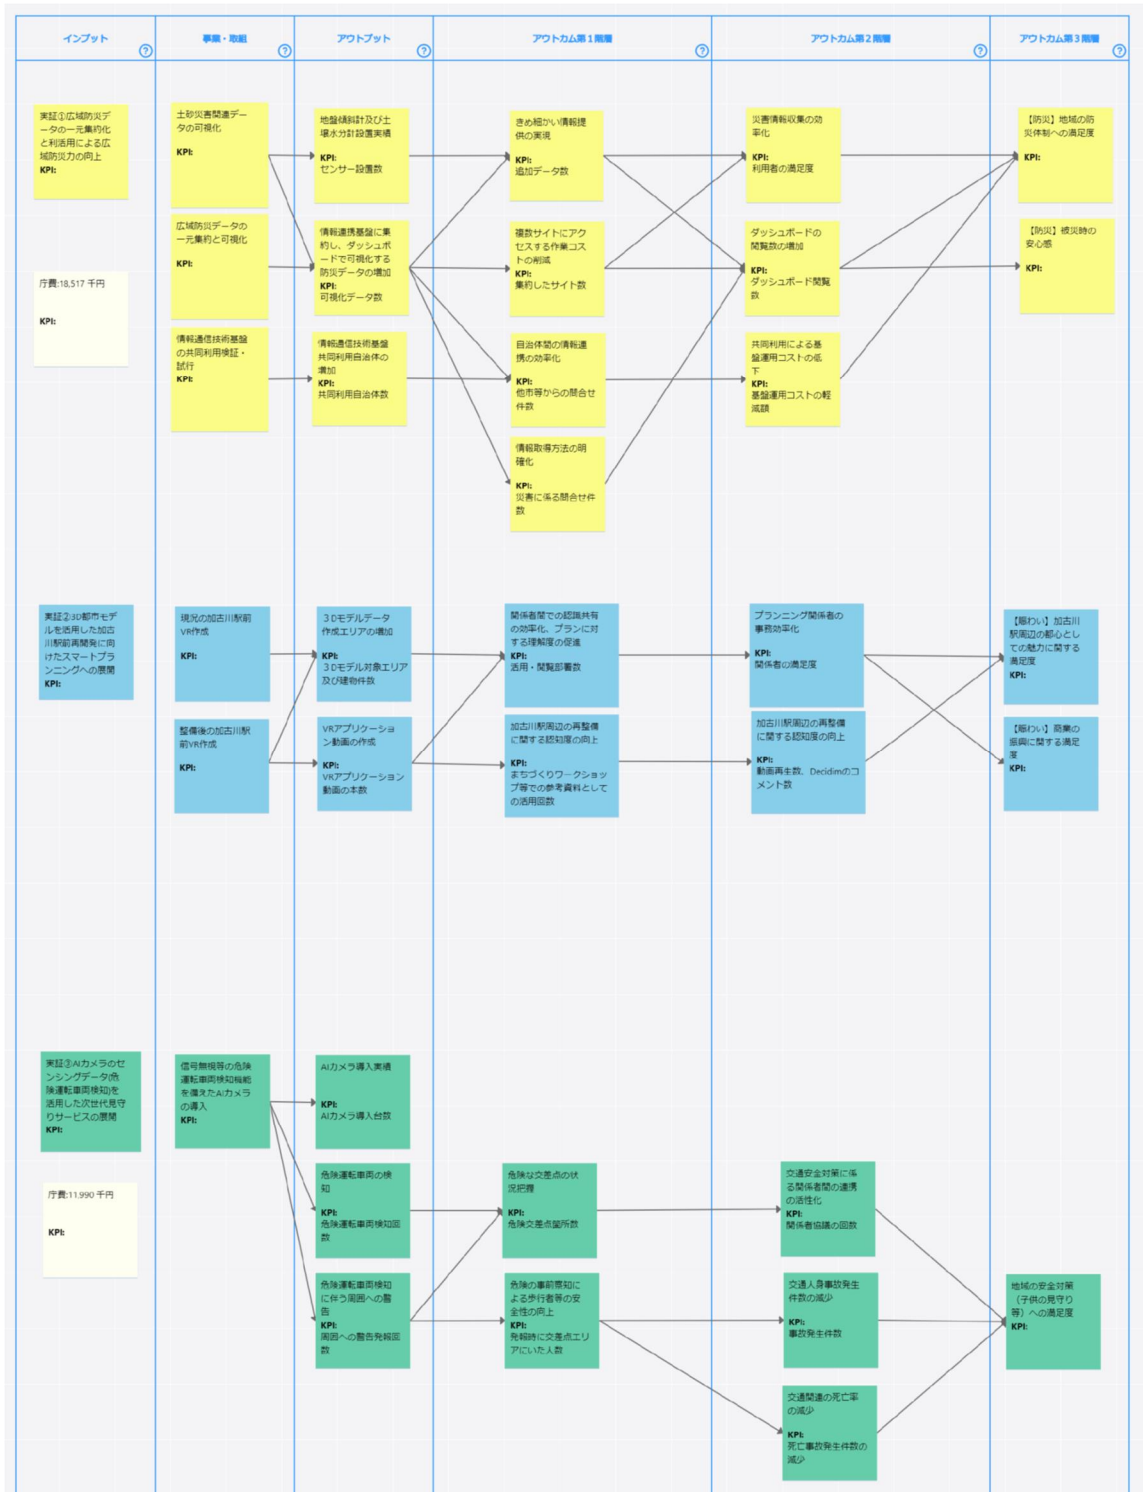 インプット
?
事業・取組
?
アウトプット
?
アウトカム第1階層
?
アウトカム第2階層
?
アウトカム第3階層
?
実証①広域防災デ
ータの一元集約化
と利活用による広
域防災力の向上
KPI:
庁費:18,517 千円
KPI:
土砂災害関連デー
タの可視化
KPI:
広域防災データの
一元集約と可視化
KPI:
情報通信技術基盤
の共同利用検証・
試行
KPI:
地盤傾斜計及び土
壌水分計設置実績
KPI:
センサー設置数
情報連携基盤に集
約し、ダッシュボ
ードで可視化する
防災データの増加
KPI:
可視化データ数
情報通信技術基盤
共同利用自治体の
増加
KPI:
共同利用自治体数
きめ細かい情報提
供の実現
KPI:
追加データ数
複数サイトにアク
セスする作業コス
トの削減
KPI:
集約したサイト数
自治体間の情報連
携の効率化
KPI:
他市等からの問合せ
件数
情報取得方法の明
確化
KPI:
災害に係る問合せ件
数
災害情報収集の効
率化
KPI:
利用者の満足度
ダッシュボードの
閲覧数の増加
KPI:
ダッシュボード閲覧
数
共同利用による基
盤運用コストの低
下
KPI:
基盤運用コストの軽
減額
【防災】地域の防
災体制への満足度
KPI:
【防災】被災時の
安心感
KPI:
実証②3D都市モデ
ルを活用した加古
川駅前再開発に向
けたスマートプラ
ンニングへの展開
KPI:
現況の加古川駅前
VR作成
KPI:
整備後の加古川駅
前VR作成
KPI:
３Dモデルデータ
作成エリアの増加
KPI:
３Dモデル対象エリア
及び建物件数
VRアプリケーショ
ン動画の作成
KPI:
VRアプリケーション
動画の本数
関係者間での認識共有
の効率化、プランに対
する理解度の促進
KPI:
活用・閲覧部署数
加古川駅周辺の再整備
に関する認知度の向上
KPI:
まちづくりワークショッ
プ等での参考資料とし
ての活用回数
プランニング関係者の
事務効率化
KPI:
関係者の満足度
加古川駅周辺の再整備
に関する認知度の向上
KPI:
動画再生数、Decidimのコ
メント数
【賑わい】加古川
駅周辺の都心とし
ての魅力に関する
満足度
KPI:
【賑わい】商業の
振興に関する満足
度
KPI:
実証③AIカメラのセ
ンシングデータ(危
険運転車両検知)を
活用した次世代見守
りサービスの展開
KPI:
庁費:11,990 千円
KPI:
信号無視等の危険
運転車両検知機能
を備えたAIカメラ
の導入
KPI:
AIカメラ導入実績
KPI:
AIカメラ導入台数
危険運転車両の検
知
KPI:
危険運転車両検知回
数
危険運転車両検知
に伴う周囲への警
告
KPI:
周囲への警告発報回
数
危険な交差点の状
況把握
KPI:
危険交差点箇所数
危険の事前察知に
よる歩行者等の安
全性の向上
KPI:
発報時に交差点エリ
アにいた人数
交通安全対策に係
る関係者間の連携
の活性化
KPI:
関係者協議の回数
交通人身事故発生
件数の減少
KPI:
事故発生件数
交通関連の死亡率
の減少
KPI:
死亡事故発生件数の
減少
地域の安全対策
（子供の見守り
等）への満足度
KPI: